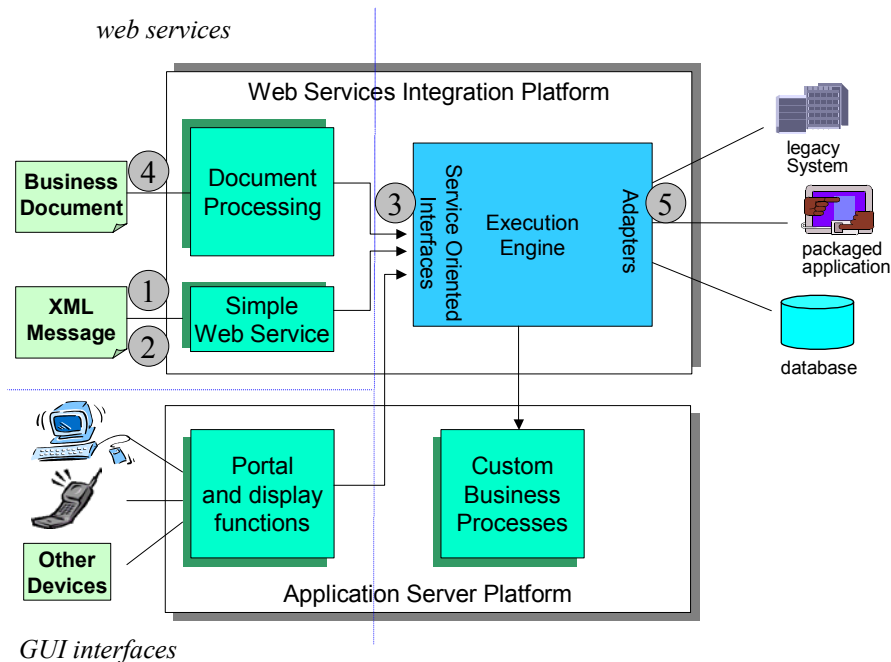 web services
Web Services Integration Platform
Business
Document
4
Document
Processing
3
Service Oriented
Interfaces
Execution
Engine
Adapters
5
legacy
System
packaged
application
database
XML
Message
1
2
Simple
Web Service
Portal
and display
functions
Custom
Business
Processes
Other
Devices
Application Server Platform
GUI interfaces